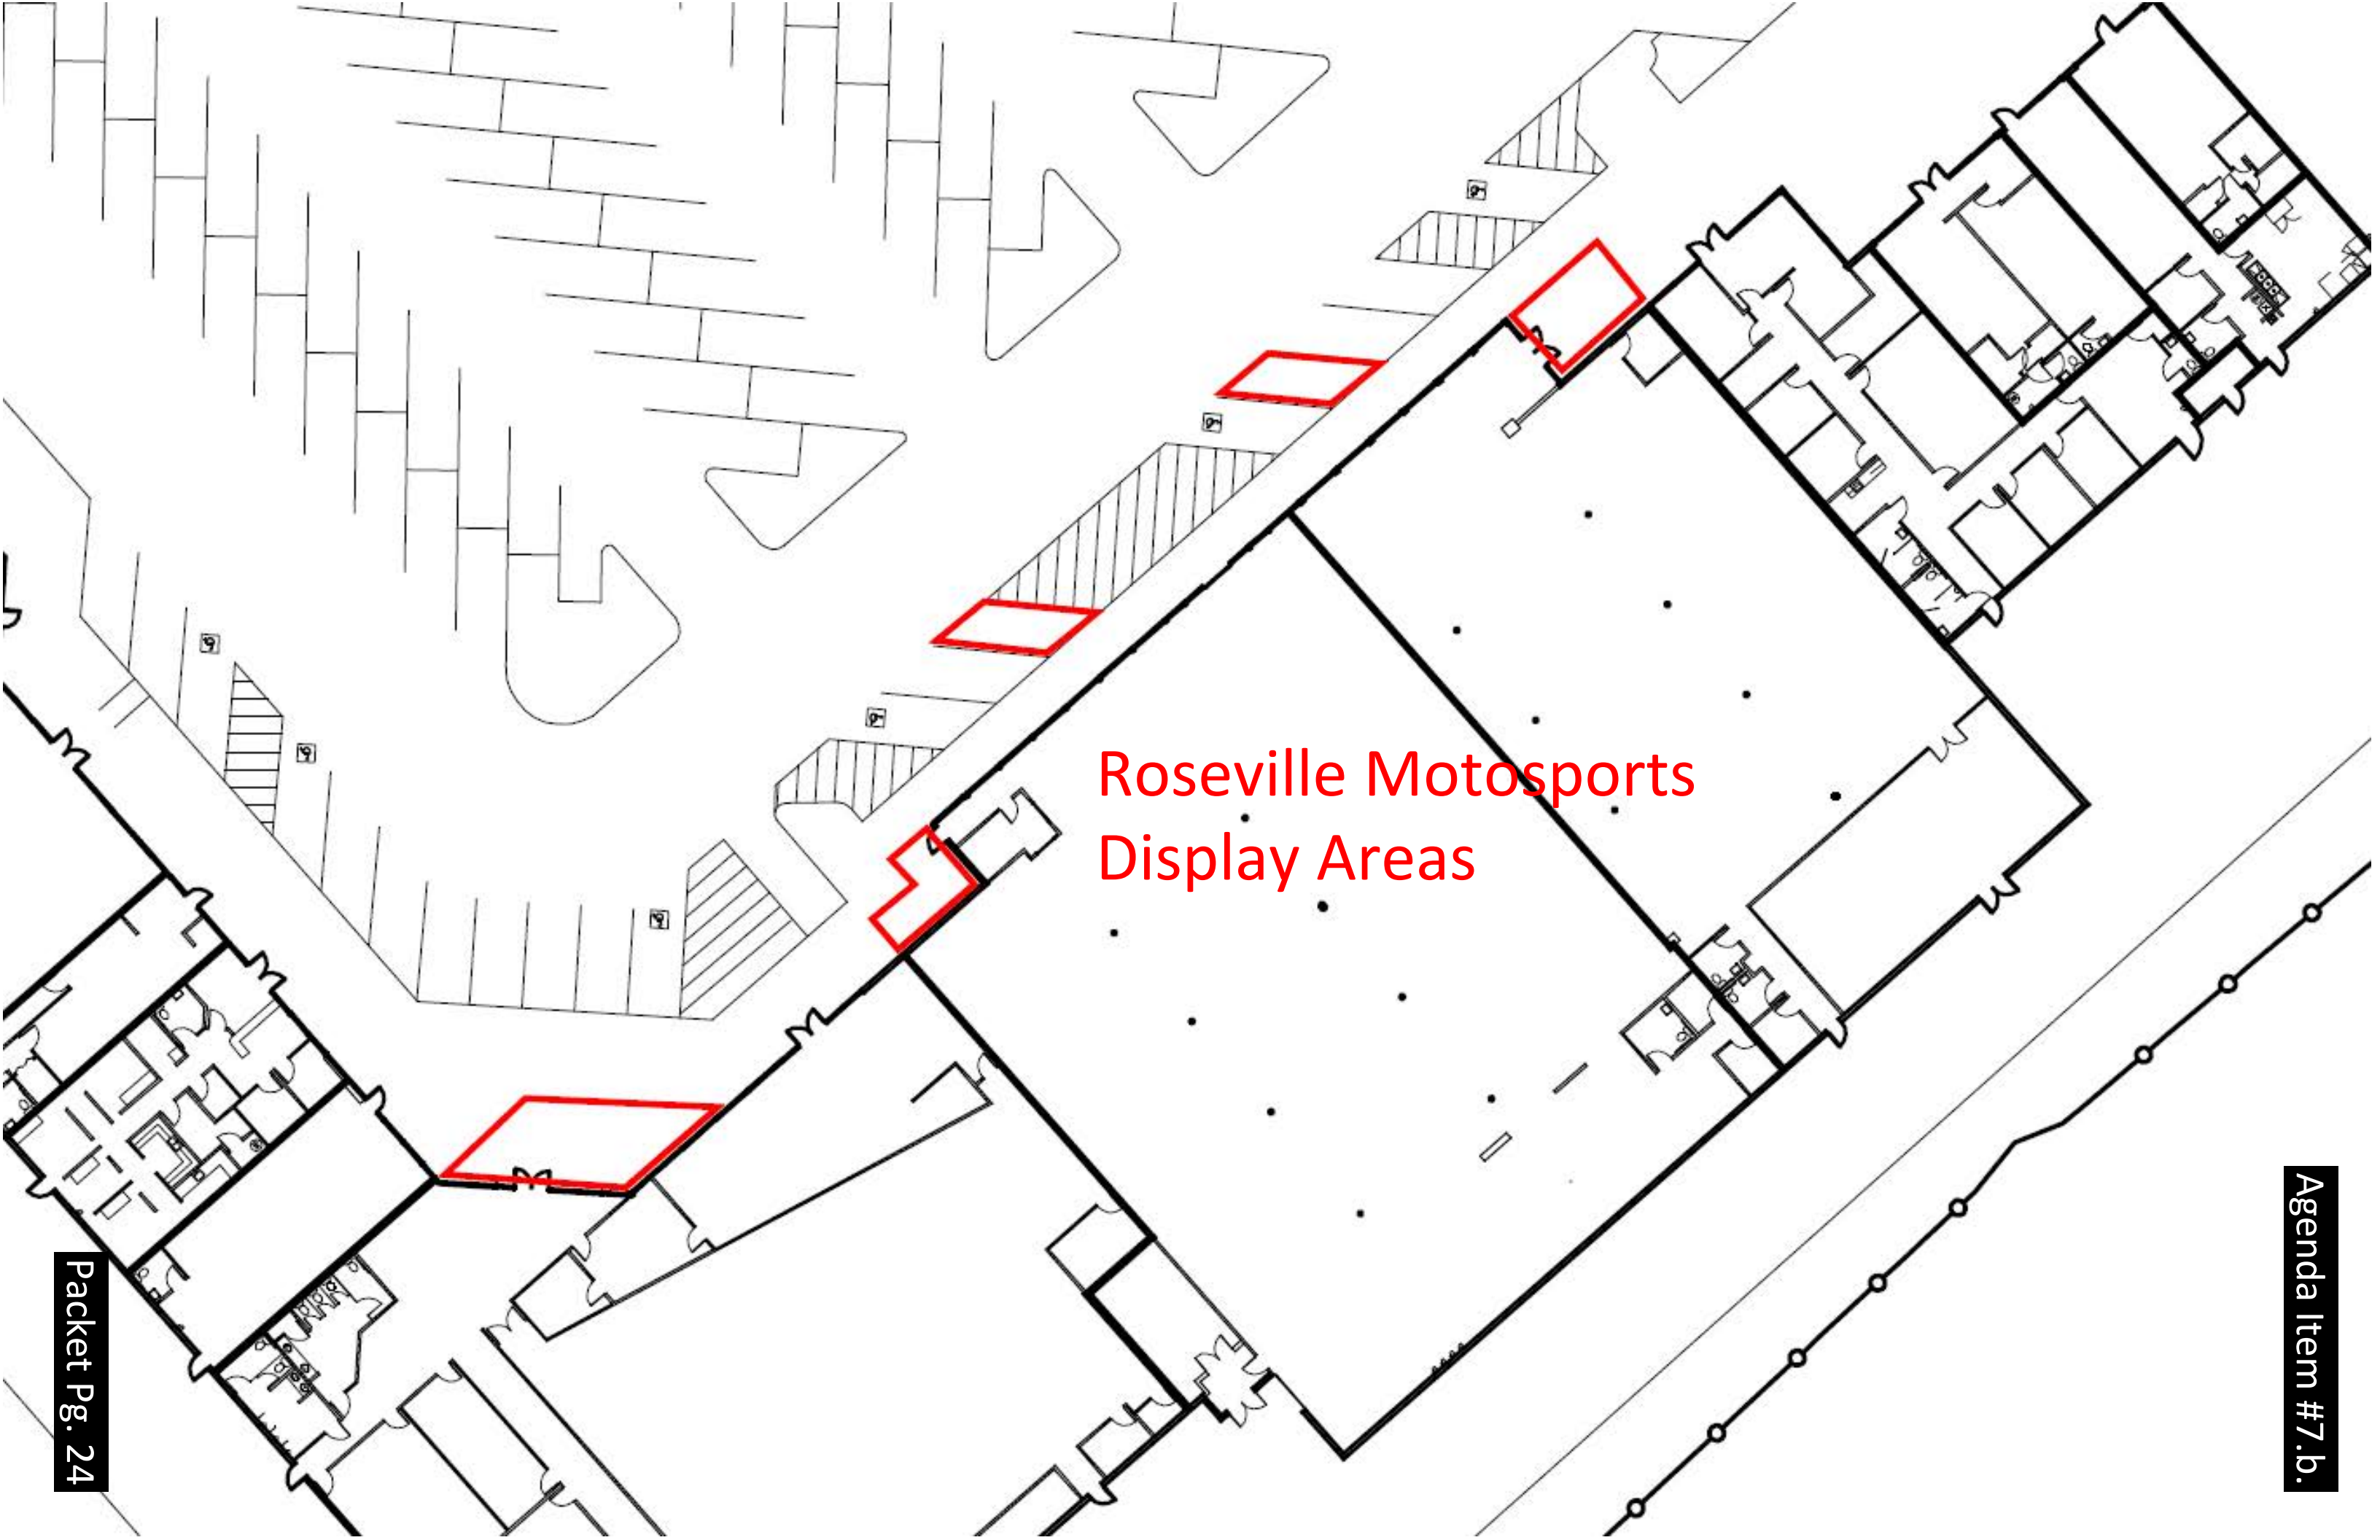 Roseville Motosports
Display Areas
Agenda Item #7.b.
Packet Pg. 24